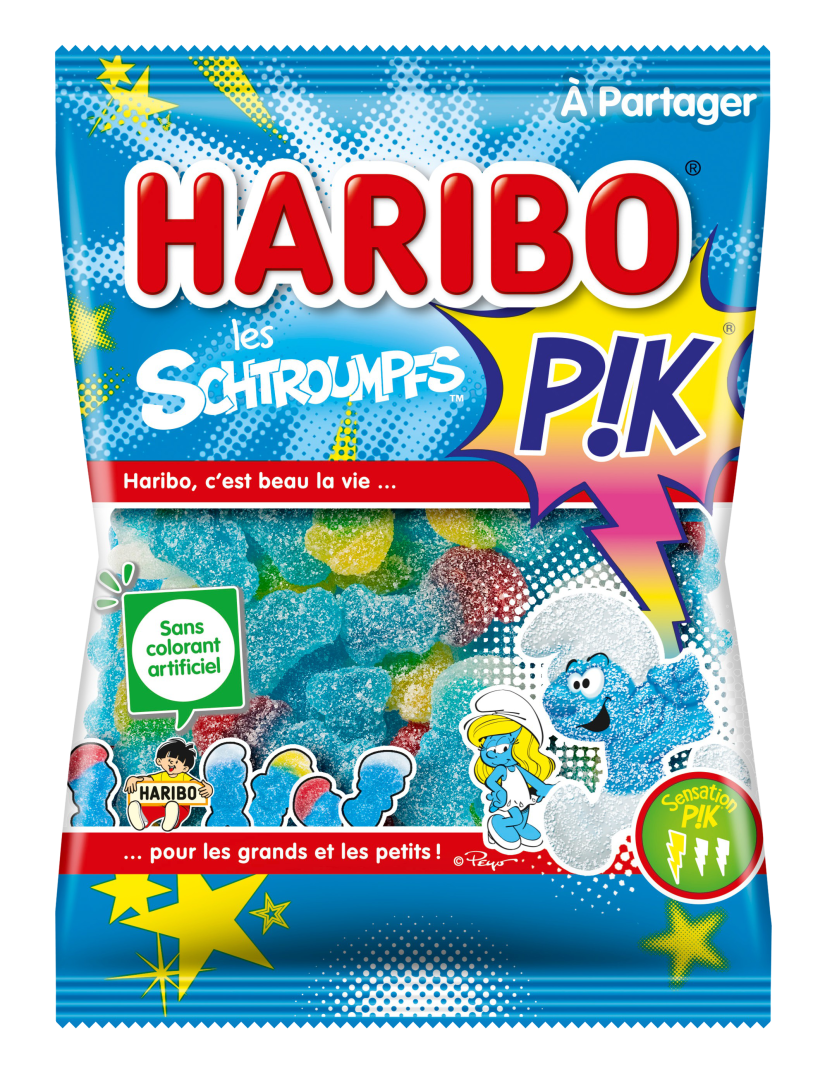 À Partager
HARIBO®
les
SCHTROUMPFS™
P!K®
Haribo, c'est beau la vie ...
Sans
colorant
artificiel
HARIBO
Sensation
P!K
... pour les grands et les petits !
© Peyo